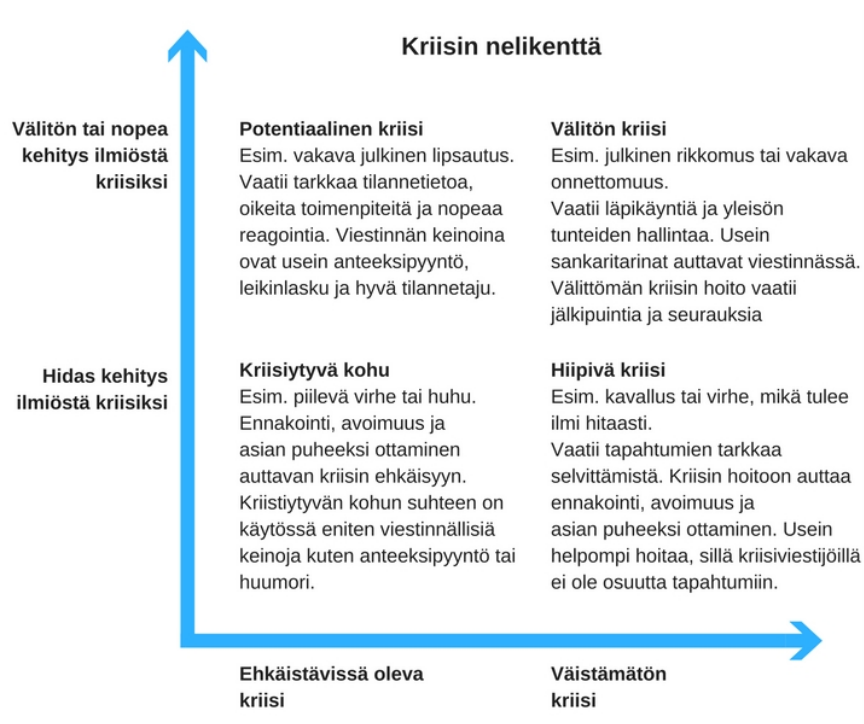 Kriisin nelikenttä
Välitön tai nopea
kehitys ilmiöstä
kriisiksi
Potentiaalinen kriisi
Esim. vakava julkinen lipsautus.
Vaatii tarkkaa tilannetietoa,
oikeita toimenpiteitä ja nopeaa
reagointia. Viestinnän keinoina
ovat usein anteeksipyyntö,
leikinlasku ja hyvä tilannetaju.
Välitön kriisi
Esim. julkinen rikkomus tai vakava
onnettomuus.
Vaatii läpikäyntiä ja yleisön
tunteiden hallintaa. Usein
sankaritarinat auttavat viestinnässä.
Välittömän kriisin hoito vaatii
jälkipuintia ja seurauksia
Hidas kehitys
ilmiöstä kriisiksi
Kriisiytyvä kohu
Esim. piilevä virhe tai huhu.
Ennakointi, avoimuus ja
asian puheeksi ottaminen
auttavan kriisin ehkäisyyn.
Kriistiytyvän kohun suhteen on
käytössä eniten viestinnällisiä
keinoja kuten anteeksipyyntö tai
huumori.
Hiipivä kriisi
Esim. kavallus tai virhe, mikä tulee
ilmi hitaasti.
Vaatii tapahtumien tarkkaa
selvittämistä. Kriisin hoitoon auttaa
ennakointi, avoimuus ja
asian puheeksi ottaminen. Usein
helpompi hoitaa, sillä kriisiviestijöillä
ei ole osuutta tapahtumiin.
Ehkäistävissä oleva
kriisi
Väistämätön
kriisi